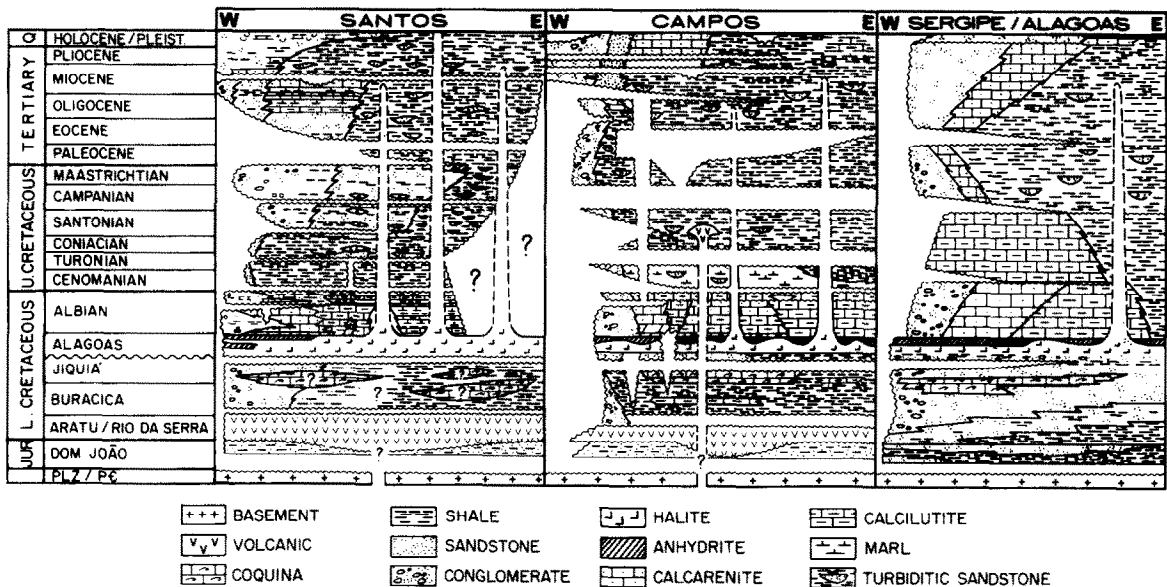 W SANTOS E W CAMPOS E W SERGIPE / ALAGOAS E
Q HOLOCENE / PLEIST.
TERTIARY
PLIOCENE
MIOCENE
OLIGOCENE
EOCENE
PALEOCENE
U. CRETACEOUS
MAASTRICHTIAN
CAMPANIAN
SANTONIAN
CONIACIAN
TURONIAN
CENOMANIAN
L. CRETACEOUS
ALBIAN
ALAGOAS
JIQUIÁ
BURACICA
ARATU / RIO DA SERRA
JUR
DOM JOÃO
PLZ / P€
?
?
?
?
?
?
?
?
BASEMENT SHALE HALITE CALCILUTITE
VOLCANIC SANDSTONE ANHYDRITE MARL
COQUINA CONGLOMERATE CALCARENITE TURBIDITIC SANDSTONE